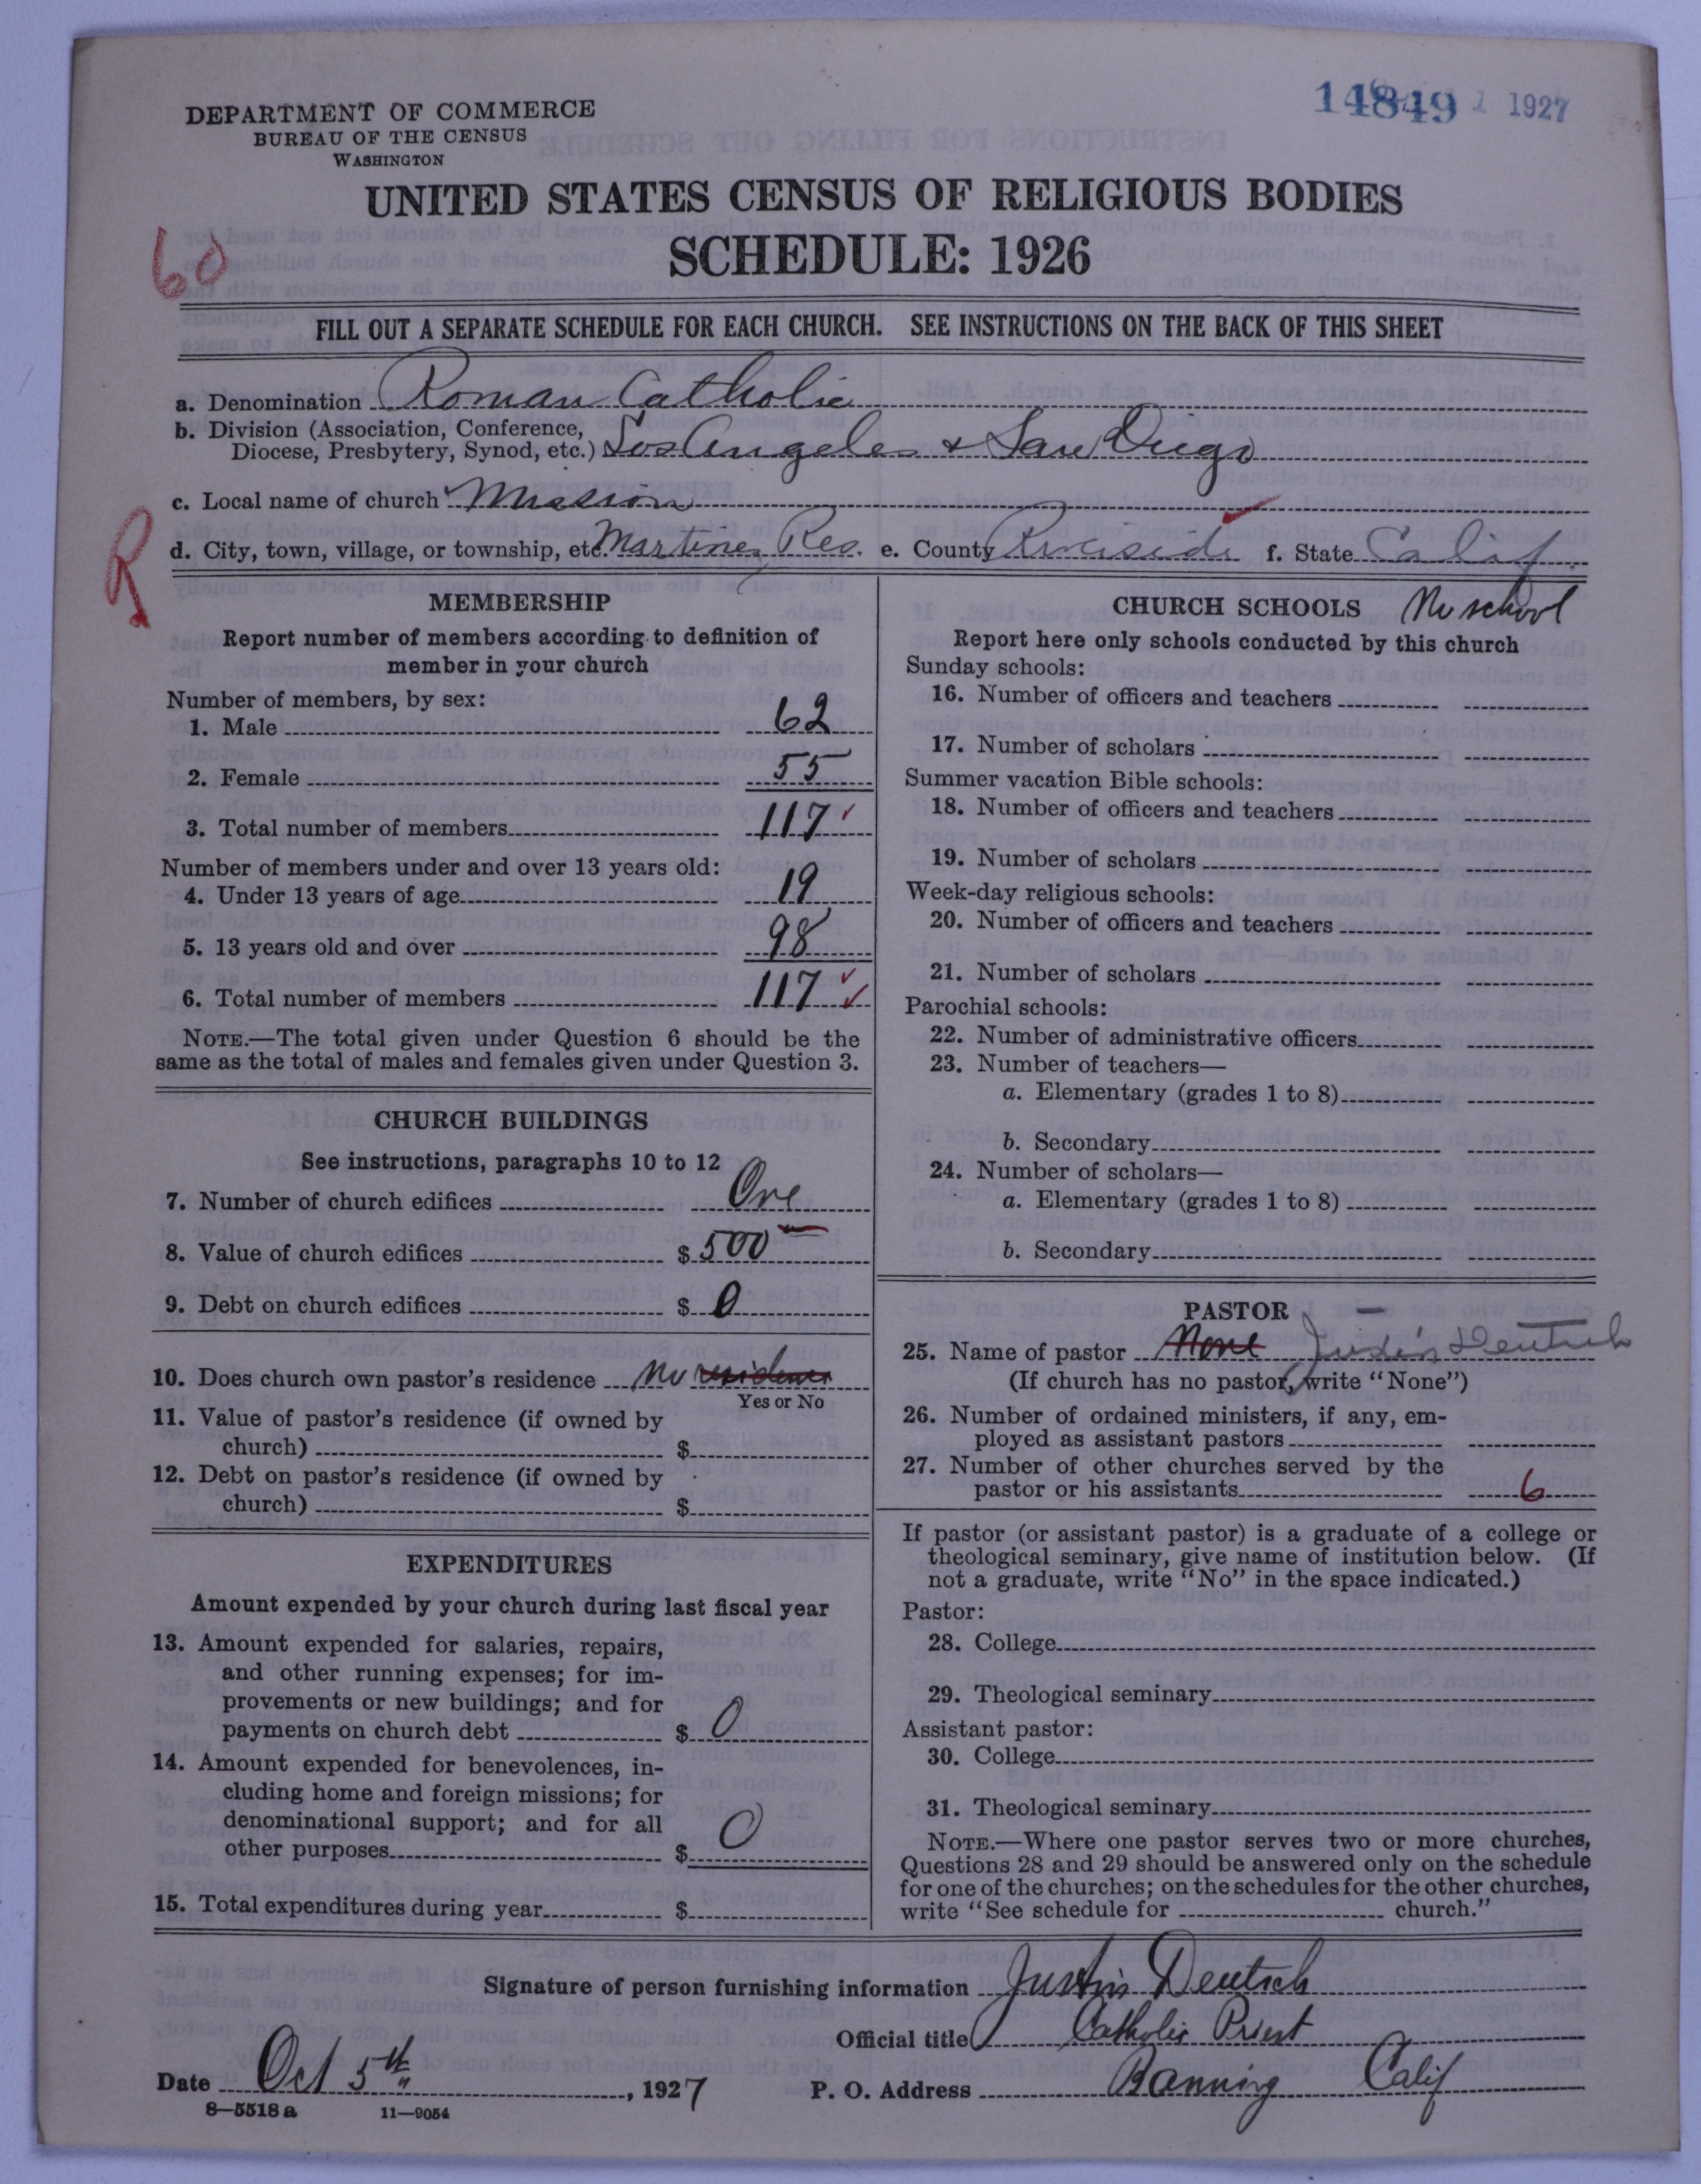 14849 1 1927
DEPARTMENT OF COMMERCE
BUREAU OF THE CENSUS
WASHINGTON
UNITED STATES CENSUS OF RELIGIOUS BODIES
SCHEDULE: 1926
60
FILL OUT A SEPARATE SCHEDULE FOR EACH CHURCH. SEE INSTRUCTIONS ON THE BACK OF THIS SHEET
a. Denomination Roman Catholic
b. Division (Association, Conference,
Diocese, Presbytery, Synod, etc.) Los Angeles & San Diego
c. Local name of church Mission
d. City, town, village, or township, etc. Martinez Res. e. County Riverside f. State Calif.
R
MEMBERSHIP
Report number of members according to definition of
member in your church
Number of members, by sex:
1. Male 62
2. Female 55
3. Total number of members 117
Number of members under and over 13 years old:
4. Under 13 years of age 19
5. 13 years old and over 98
6. Total number of members 117
NOTE.—The total given under Question 6 should be the
same as the total of males and females given under Question 3.
CHURCH BUILDINGS
See instructions, paragraphs 10 to 12
7. Number of church edifices One
8. Value of church edifices $ 500
9. Debt on church edifices $ 0
10. Does church own pastor's residence No residence
Yes or No
11. Value of pastor's residence (if owned by
church) $
12. Debt on pastor's residence (if owned by
church) $
EXPENDITURES
Amount expended by your church during last fiscal year
13. Amount expended for salaries, repairs,
and other running expenses; for im-
provements or new buildings; and for
payments on church debt $ 0
14. Amount expended for benevolences, in-
cluding home and foreign missions; for
denominational support; and for all
other purposes $ 0
15. Total expenditures during year $
CHURCH SCHOOLS No school
Report here only schools conducted by this church
Sunday schools:
16. Number of officers and teachers
17. Number of scholars
Summer vacation Bible schools:
18. Number of officers and teachers
19. Number of scholars
Week-day religious schools:
20. Number of officers and teachers
21. Number of scholars
Parochial schools:
22. Number of administrative officers
23. Number of teachers—
a. Elementary (grades 1 to 8)
b. Secondary
24. Number of scholars—
a. Elementary (grades 1 to 8)
b. Secondary
PASTOR
25. Name of pastor None Justin Deutsch
(If church has no pastor, write "None")
26. Number of ordained ministers, if any, em-
ployed as assistant pastors
27. Number of other churches served by the
pastor or his assistants 6
If pastor (or assistant pastor) is a graduate of a college or
theological seminary, give name of institution below. (If
not a graduate, write "No" in the space indicated.)
Pastor:
28. College
29. Theological seminary
Assistant pastor:
30. College
31. Theological seminary
NOTE.—Where one pastor serves two or more churches,
Questions 28 and 29 should be answered only on the schedule
for one of the churches; on the schedules for the other churches,
write "See schedule for church."
Signature of person furnishing information Justin Deutsch
Official title Catholic Priest
Date Oct 5th, 1927 P. O. Address Banning Calif
8—5518 a 11—9054